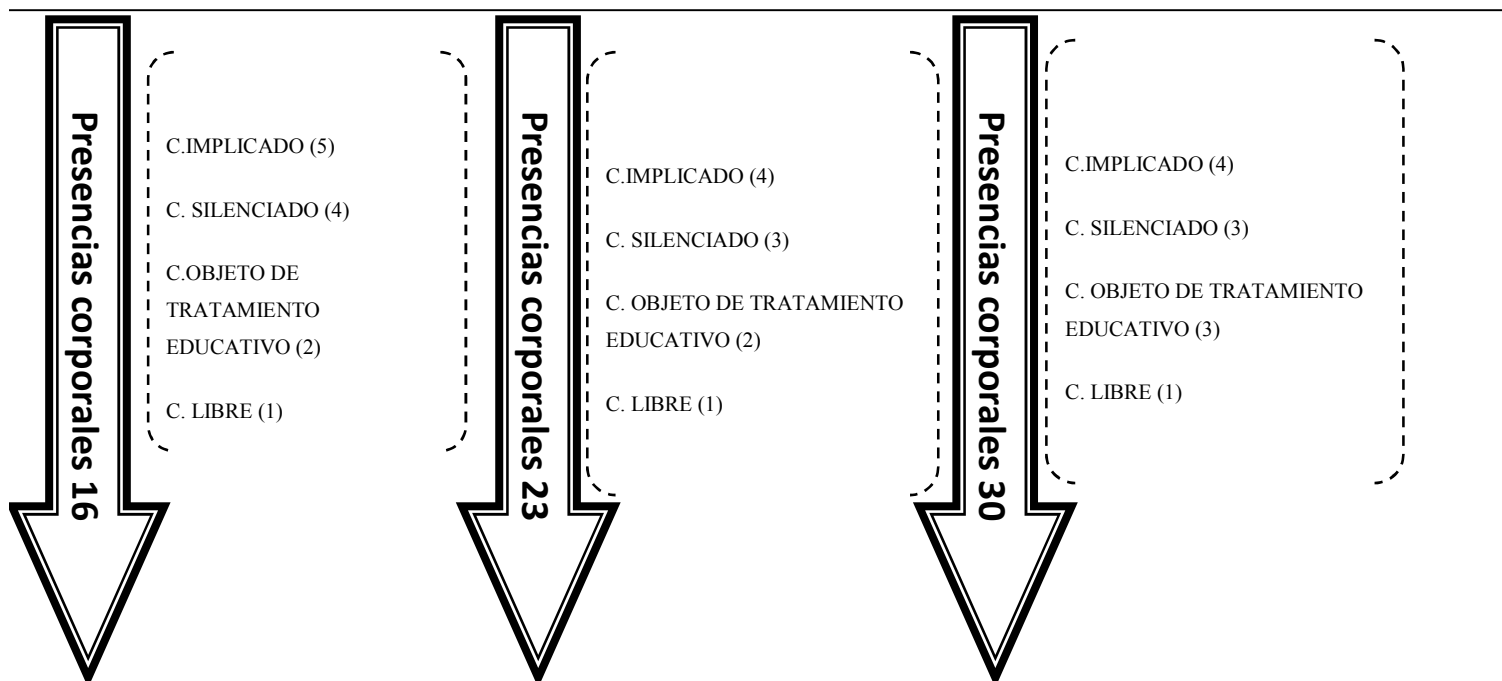 Presencias corporales 16
C.IMPLICADO (5)
C. SILENCIADO (4)
C.OBJETO DE
TRATAMIENTO
EDUCATIVO (2)
C. LIBRE (1)
Presencias corporales 23
C.IMPLICADO (4)
C. SILENCIADO (3)
C. OBJETO DE TRATAMIENTO
EDUCATIVO (2)
C. LIBRE (1)
Presencias corporales 30
C.IMPLICADO (4)
C. SILENCIADO (3)
C. OBJETO DE TRATAMIENTO
EDUCATIVO (3)
C. LIBRE (1)